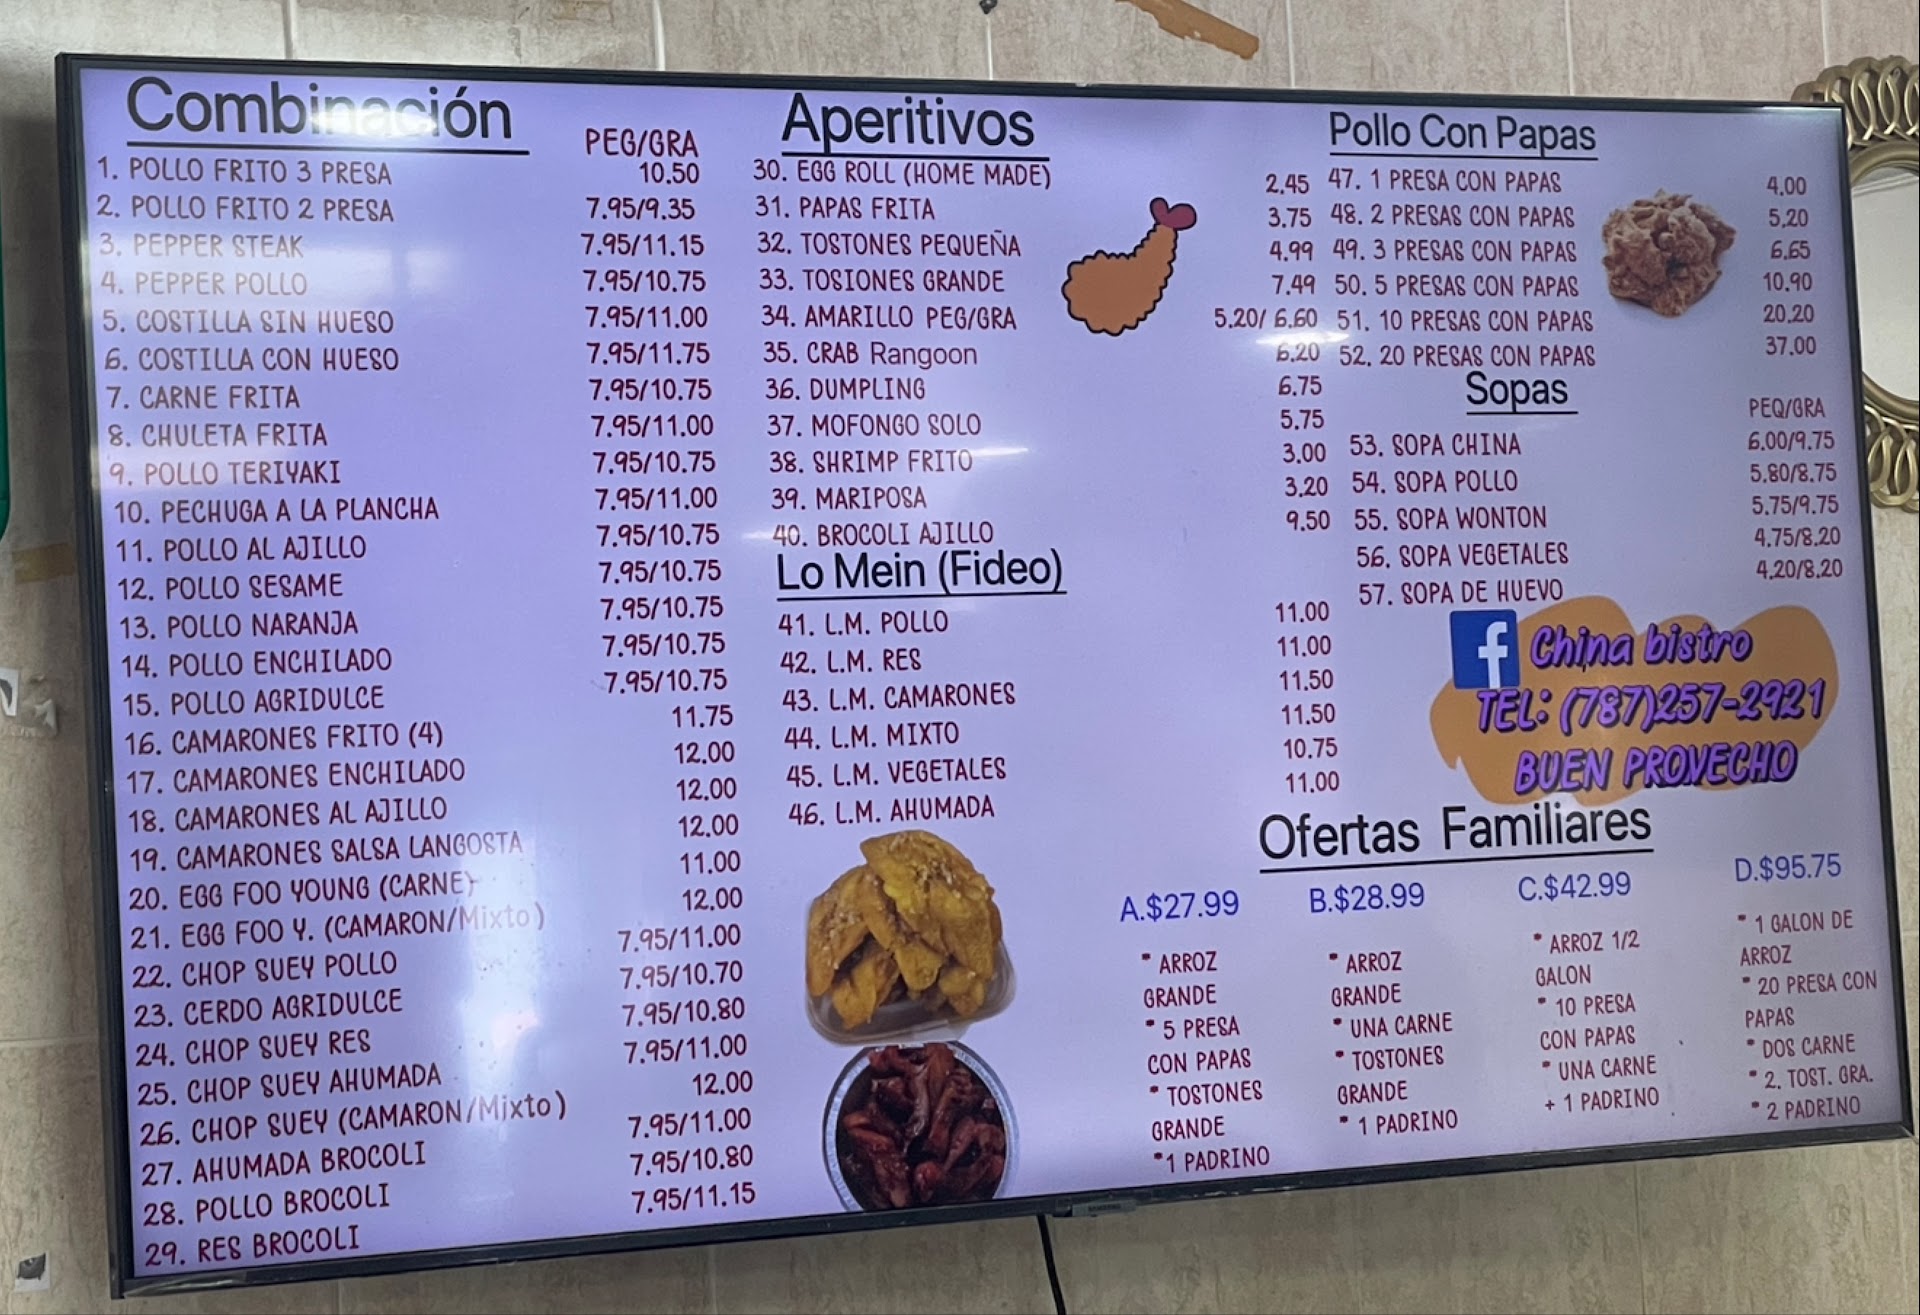 Combinación
PEG/GRA
1. POLLO FRITO 3 PRESA 10.50
2. POLLO FRITO 2 PRESA 7.95/9.35
3. PEPPER STEAK 7.95/11.15
4. PEPPER POLLO 7.95/10.75
5. COSTILLA SIN HUESO 7.95/11.00
6. COSTILLA CON HUESO 7.95/11.75
7. CARNE FRITA 7.95/10.75
8. CHULETA FRITA 7.95/11.00
9. POLLO TERIYAKI 7.95/10.75
10. PECHUGA A LA PLANCHA 7.95/11.00
11. POLLO AL AJILLO 7.95/10.75
12. POLLO SESAME 7.95/10.75
13. POLLO NARANJA 7.95/10.75
14. POLLO ENCHILADO 7.95/10.75
15. POLLO AGRIDULCE 7.95/10.75
16. CAMARONES FRITO (4) 11.75
17. CAMARONES ENCHILADO 12.00
18. CAMARONES AL AJILLO 12.00
19. CAMARONES SALSA LANGOSTA 12.00
20. EGG FOO YOUNG (CARNE) 11.00
21. EGG FOO Y. (CAMARON/Mixto) 12.00
22. CHOP SUEY POLLO 7.95/11.00
23. CERDO AGRIDULCE 7.95/10.70
24. CHOP SUEY RES 7.95/10.80
25. CHOP SUEY AHUMADA 7.95/11.00
26. CHOP SUEY (CAMARON/Mixto) 12.00
27. AHUMADA BROCOLI 7.95/11.00
28. POLLO BROCOLI 7.95/10.80
29. RES BROCOLI 7.95/11.15
Aperitivos
30. EGG ROLL (HOME MADE) 2.45
31. PAPAS FRITA 3.75
32. TOSTONES PEQUEÑA 4.99
33. TOSIONES GRANDE 7.49
34. AMARILLO PEG/GRA 5.20/ 6.60
35. CRAB Rangoon 6.20
36. DUMPLING 6.75
37. MOFONGO SOLO 5.75
38. SHRIMP FRITO 3.00
39. MARIPOSA 3.20
40. BROCOLI AJILLO 9.50
Lo Mein (Fideo)
41. L.M. POLLO 11.00
42. L.M. RES 11.00
43. L.M. CAMARONES 11.50
44. L.M. MIXTO 11.50
45. L.M. VEGETALES 10.75
46. L.M. AHUMADA 11.00
Pollo Con Papas
47. 1 PRESA CON PAPAS 4.00
48. 2 PRESAS CON PAPAS 5.20
49. 3 PRESAS CON PAPAS 6.65
50. 5 PRESAS CON PAPAS 10.90
51. 10 PRESAS CON PAPAS 20.20
52. 20 PRESAS CON PAPAS 37.00
Sopas
PEQ/GRA
53. SOPA CHINA 6.00/9.75
54. SOPA POLLO 5.80/8.75
55. SOPA WONTON 5.75/9.75
56. SOPA VEGETALES 4.75/8.20
57. SOPA DE HUEVO 4.20/8.20
f China bistro
TEL: (787)257-2921
BUEN PROVECHO
Ofertas Familiares
A.$27.99
* ARROZ
GRANDE
* 5 PRESA
CON PAPAS
* TOSTONES
GRANDE
*1 PADRINO
B.$28.99
* ARROZ
GRANDE
* UNA CARNE
* TOSTONES
GRANDE
* 1 PADRINO
C.$42.99
* ARROZ 1/2
GALON
* 10 PRESA
CON PAPAS
* UNA CARNE
+ 1 PADRINO
D.$95.75
* 1 GALON DE
ARROZ
* 20 PRESA CON
PAPAS
* DOS CARNE
* 2. TOST. GRA.
* 2 PADRINO